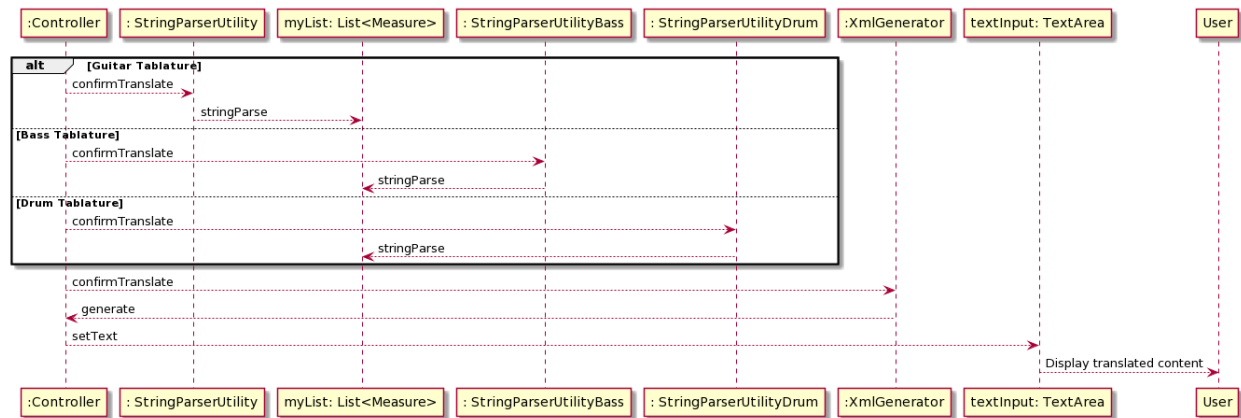 :Controller : StringParserUtility myList: List<Measure> : StringParserUtilityBass : StringParserUtilityDrum :XmlGenerator textInput: TextArea User
alt [Guitar Tablature]
confirmTranslate
stringParse
[Bass Tablature]
confirmTranslate
stringParse
[Drum Tablature]
confirmTranslate
stringParse
confirmTranslate
generate
setText
Display translated content
:Controller : StringParserUtility myList: List<Measure> : StringParserUtilityBass : StringParserUtilityDrum :XmlGenerator textInput: TextArea User